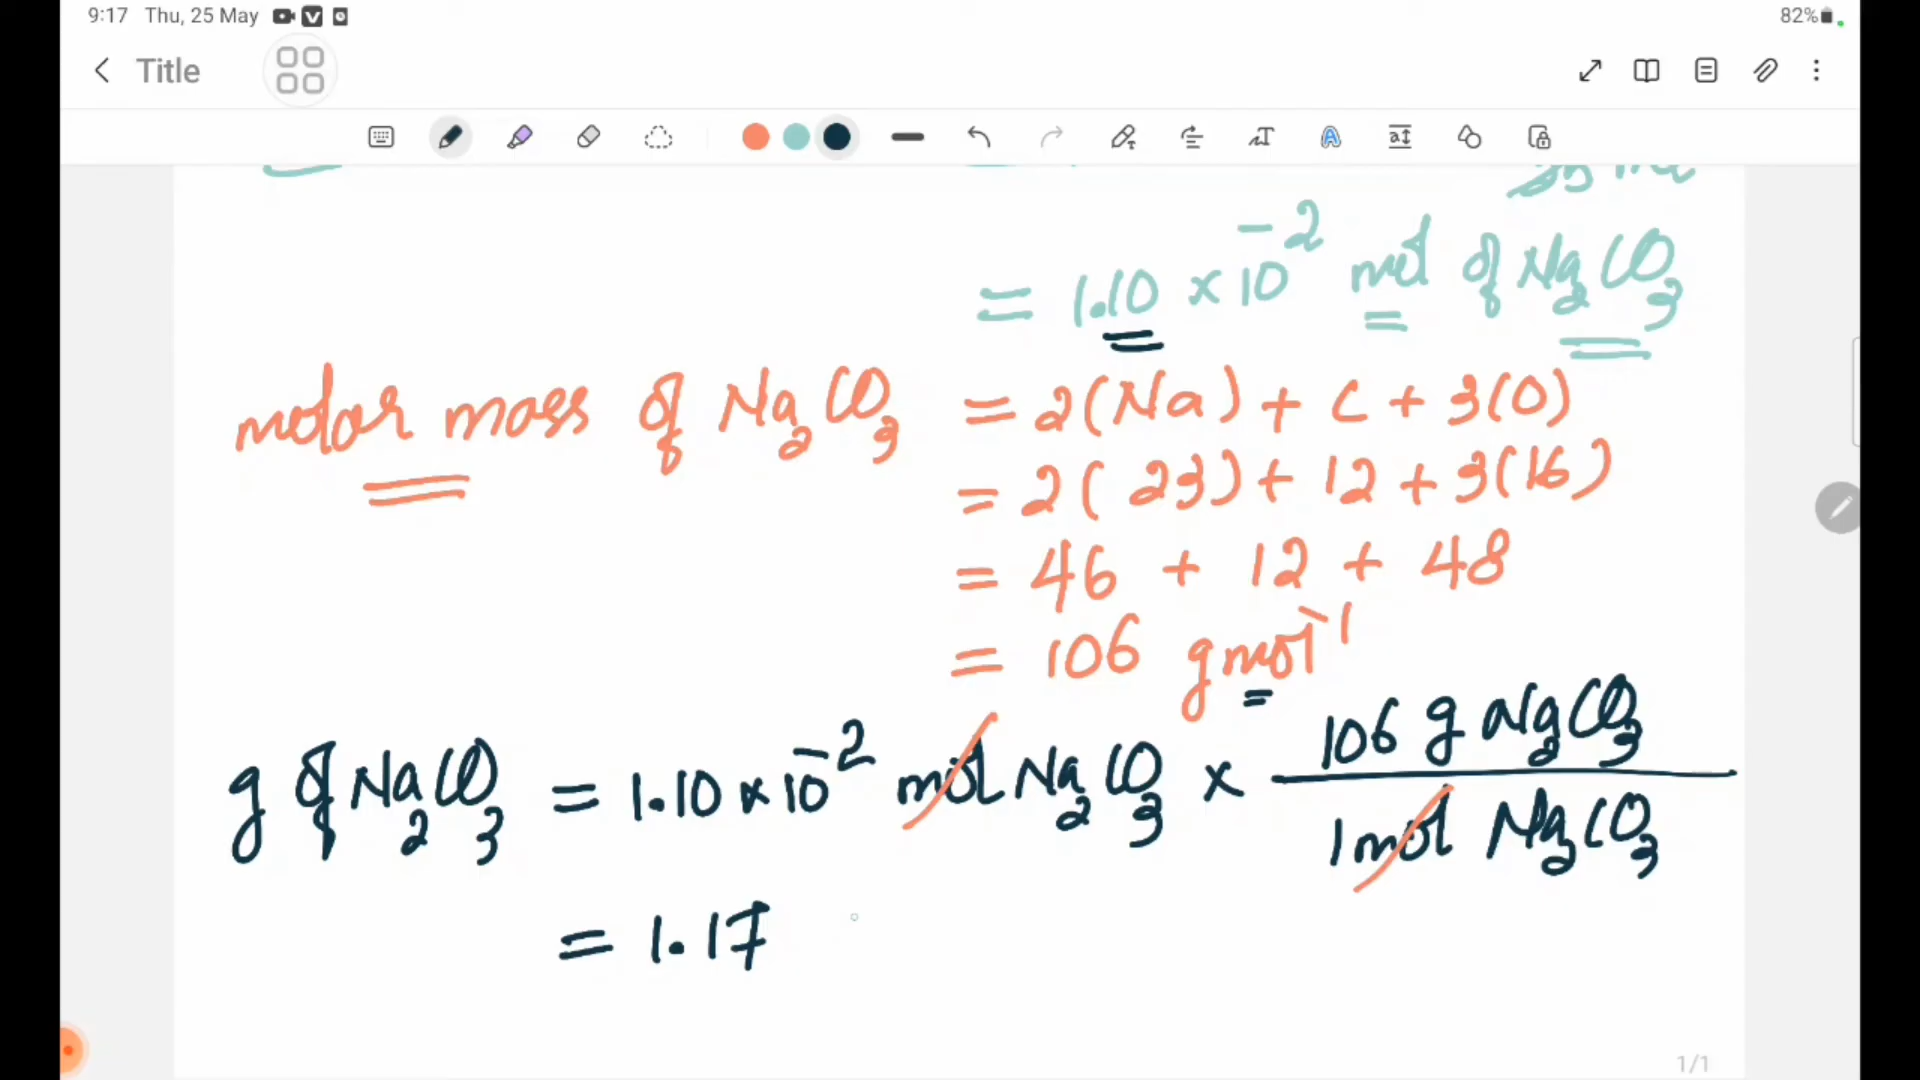 9:17 Thu, 25 May 82%
Title
= 1.10 × 10⁻² mol of Na₂CO₃
molar mass of Na₂CO₃ = 2(Na) + C + 3(O)
= 2(23) + 12 + 3(16)
= 46 + 12 + 48
= 106 gmol⁻¹
g of Na₂CO₃ = 1.10 × 10⁻² mol Na₂CO₃ × 106 g Na₂CO₃
1 mol Na₂CO₃
= 1.17
1/1